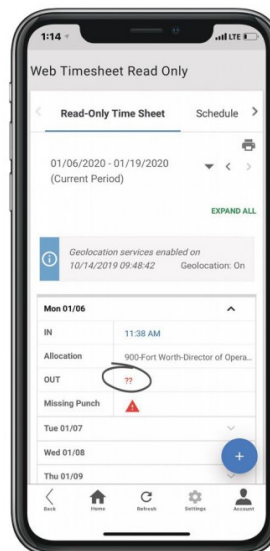 1:14 LTE
Web Timesheet Read Only
Read-Only Time Sheet Schedule
01/06/2020 - 01/19/2020
(Current Period)
EXPAND ALL
Geolocation services enabled on
10/14/2019 09:48:42 Geolocation: On
Mon 01/06
IN 11:38 AM
Allocation 900-Fort Worth-Director of Opera...
OUT ??
Missing Punch
Tue 01/07
Wed 01/08
Thu 01/09
Back Home Refresh Settings Account